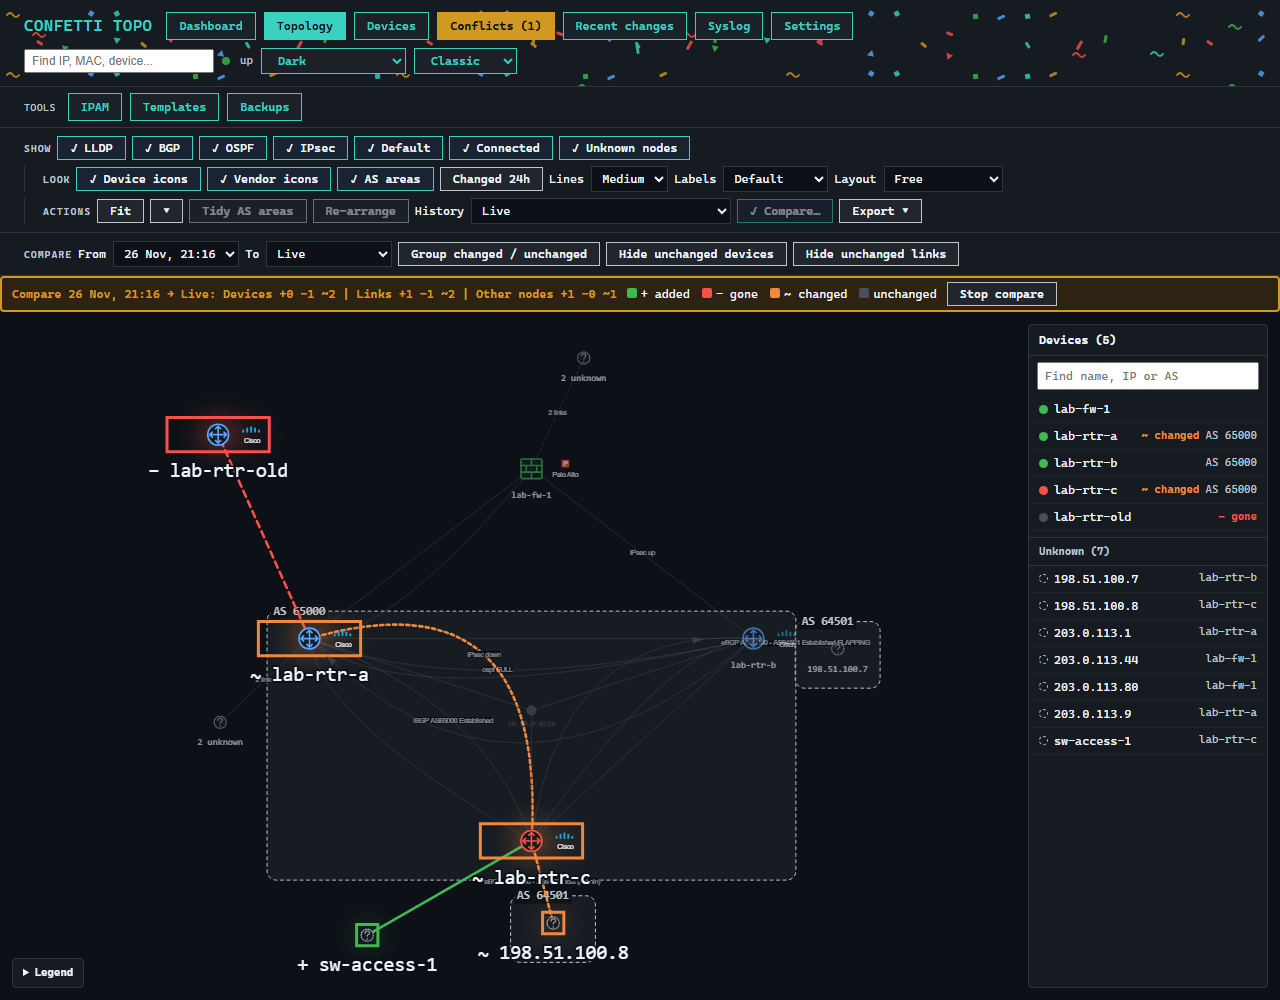 CONFETTI TOPO Dashboard Topology Devices Conflicts (1) Recent changes Syslog Settings
Find IP, MAC, device... up Dark Classic
TOOLS IPAM Templates Backups
SHOW ✓ LLDP ✓ BGP ✓ OSPF ✓ IPsec ✓ Default ✓ Connected ✓ Unknown nodes
LOOK ✓ Device icons ✓ Vendor icons ✓ AS areas Changed 24h Lines Medium Labels Default Layout Free
ACTIONS Fit ▼ Tidy AS areas Re-arrange History Live ✓ Compare… Export ▼
COMPARE From 26 Nov, 21:16 To Live Group changed / unchanged Hide unchanged devices Hide unchanged links
Compare 26 Nov, 21:16 → Live: Devices +0 −1 ~2 | Links +1 −1 ~2 | Other nodes +1 −0 ~1 + added − gone ~ changed unchanged Stop compare
2 unknown
2 links
Cisco
− lab-rtr-old
Palo Alto
lab-fw-1
IPsec up
AS 65000
AS 64501
Cisco
~ lab-rtr-a
IPsec down
ospf FULL
lab-rtr-b
198.51.100.7
2 unknown
iBGP AS65000 Established
Cisco
~ lab-rtr-c
AS 64501
~ 198.51.100.8
+ sw-access-1
▶ Legend
Devices (5)
Find name, IP or AS
lab-fw-1
lab-rtr-a ~ changed AS 65000
lab-rtr-b AS 65000
lab-rtr-c ~ changed AS 65000
lab-rtr-old − gone
Unknown (7)
198.51.100.7 lab-rtr-b
198.51.100.8 lab-rtr-c
203.0.113.1 lab-rtr-a
203.0.113.44 lab-fw-1
203.0.113.80 lab-fw-1
203.0.113.9 lab-rtr-a
sw-access-1 lab-rtr-c